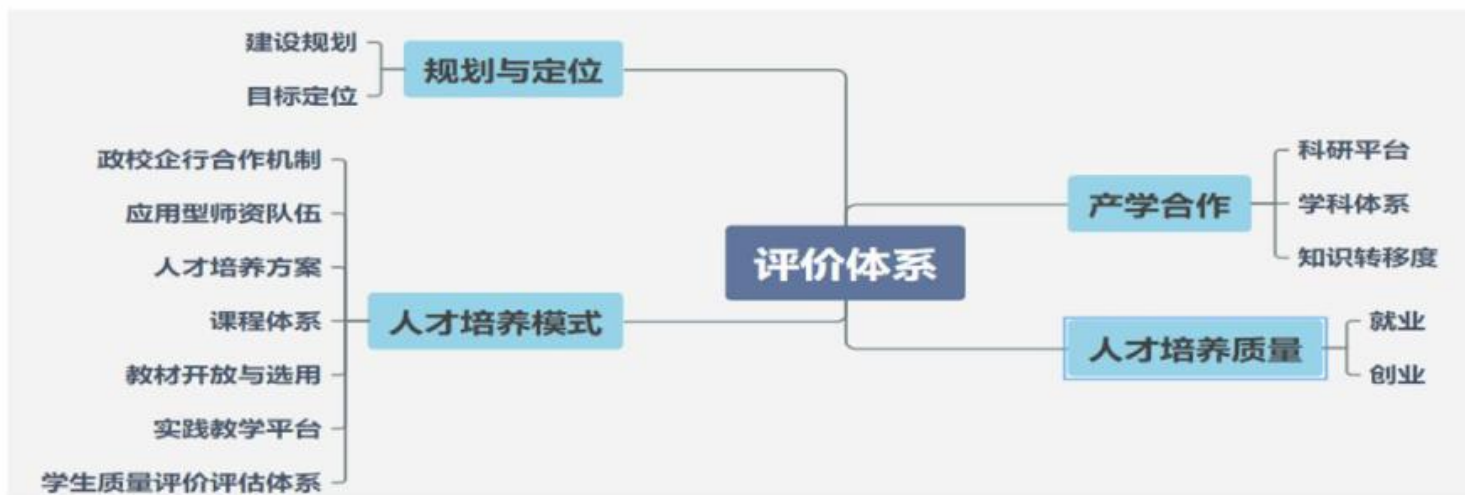 建设规划
目标定位
规划与定位
政校企行合作机制
应用型师资队伍
人才培养方案
课程体系
教材开放与选用
实践教学平台
学生质量评价评估体系
人才培养模式
评价体系
产学合作
科研平台
学科体系
知识转移度
人才培养质量
就业
创业